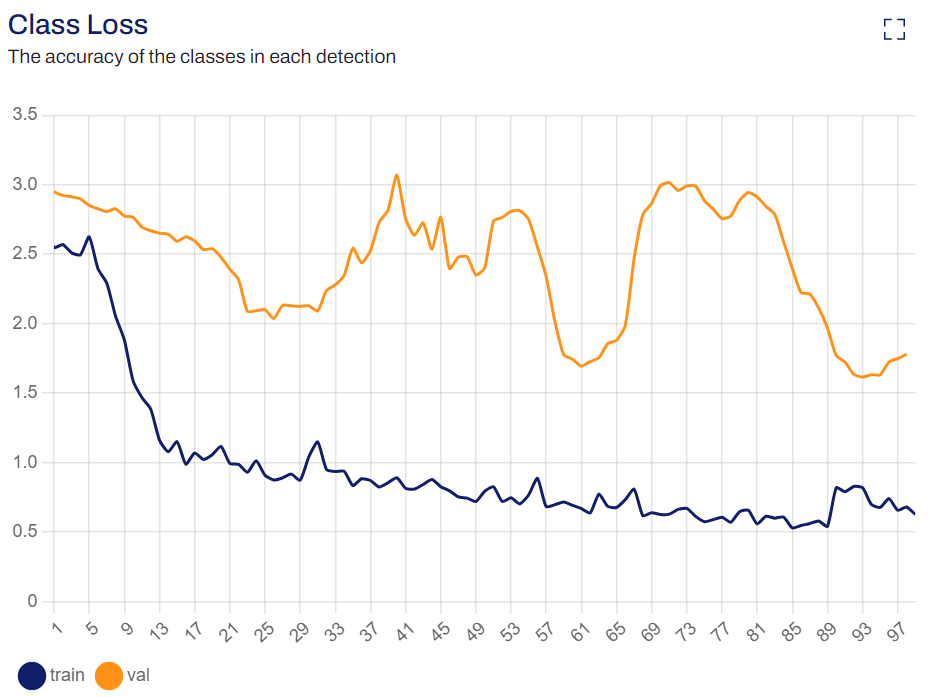 Class Loss
The accuracy of the classes in each detection
3.5
3.0
2.5
2.0
1.5
1.0
0.5
0
1 5 9 13 17 21 25 29 33 37 41 45 49 53 57 61 65 69 73 77 81 85 89 93 97
train val